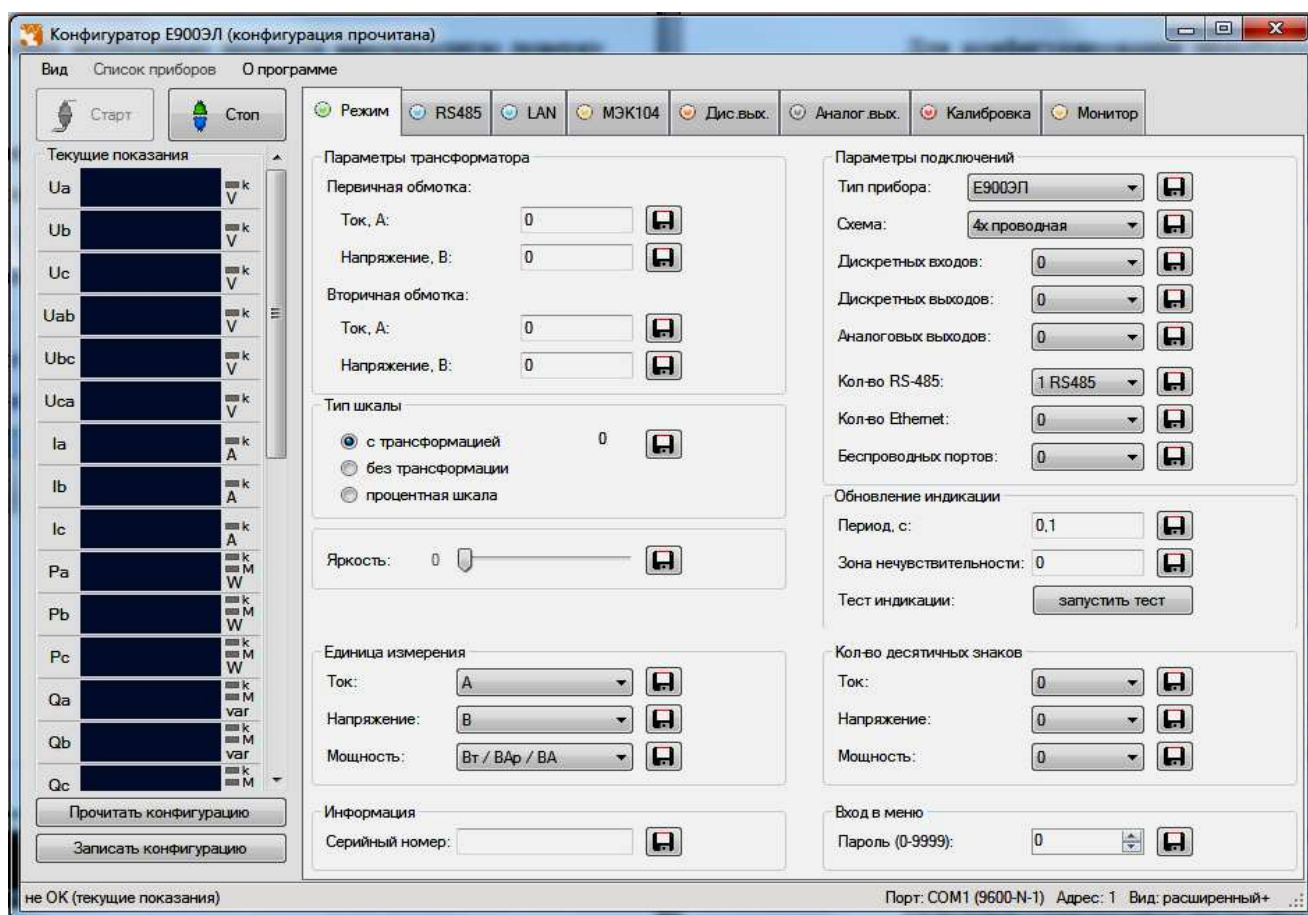 Конфигуратор Е900ЭЛ (конфигурация прочитана)
Вид Список приборов О программе
Старт Стоп
Текущие показания
Ua k V
Ub k V
Uc k V
Uab k V
Ubc k V
Uca k V
Ia k A
Ib k A
Ic k A
Pa k M W
Pb k M W
Pc k M W
Qa k M var
Qb k M var
Qc k M
Прочитать конфигурацию
Записать конфигурацию
Режим RS485 LAN МЭК104 Дис.вых. Аналог.вых. Калибровка Монитор
Параметры трансформатора
Первичная обмотка:
Ток, А: 0
Напряжение, В: 0
Вторичная обмотка:
Ток, А: 0
Напряжение, В: 0
Тип шкалы
с трансформацией 0
без трансформации
процентная шкала
Яркость: 0
Единица измерения
Ток: А
Напряжение: В
Мощность: Вт / ВАр / ВА
Информация
Серийный номер:
Параметры подключений
Тип прибора: Е900ЭЛ
Схема: 4х проводная
Дискретных входов: 0
Дискретных выходов: 0
Аналоговых выходов: 0
Кол-во RS-485: 1 RS485
Кол-во Ethernet: 0
Беспроводных портов: 0
Обновление индикации
Период, с: 0,1
Зона нечувствительности: 0
Тест индикации: запустить тест
Кол-во десятичных знаков
Ток: 0
Напряжение: 0
Мощность: 0
Вход в меню
Пароль (0-9999): 0
не ОК (текущие показания) Порт: COM1 (9600-N-1) Адрес: 1 Вид: расширенный+